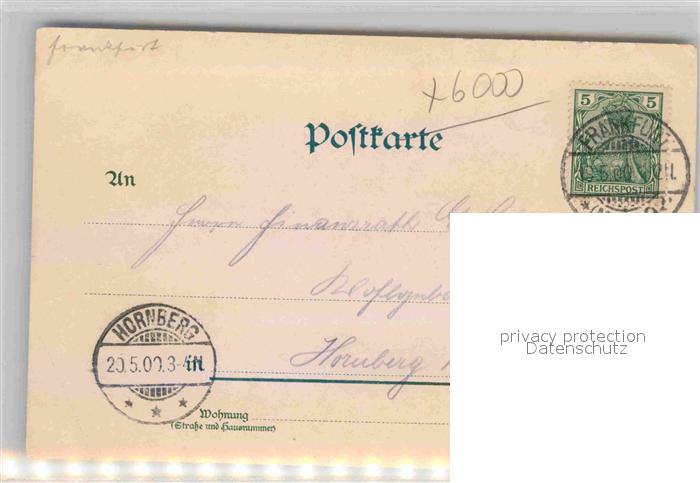 Frankfurt
x6000
Postkarte
5 5
REICHSPOST
FRANKFURT
An
Herrn Finanzrath
Hornberg
HORNBERG
20.5.00.3-4N
Wohnung
(Straße und Hausnummer)
privacy protection
Datenschutz